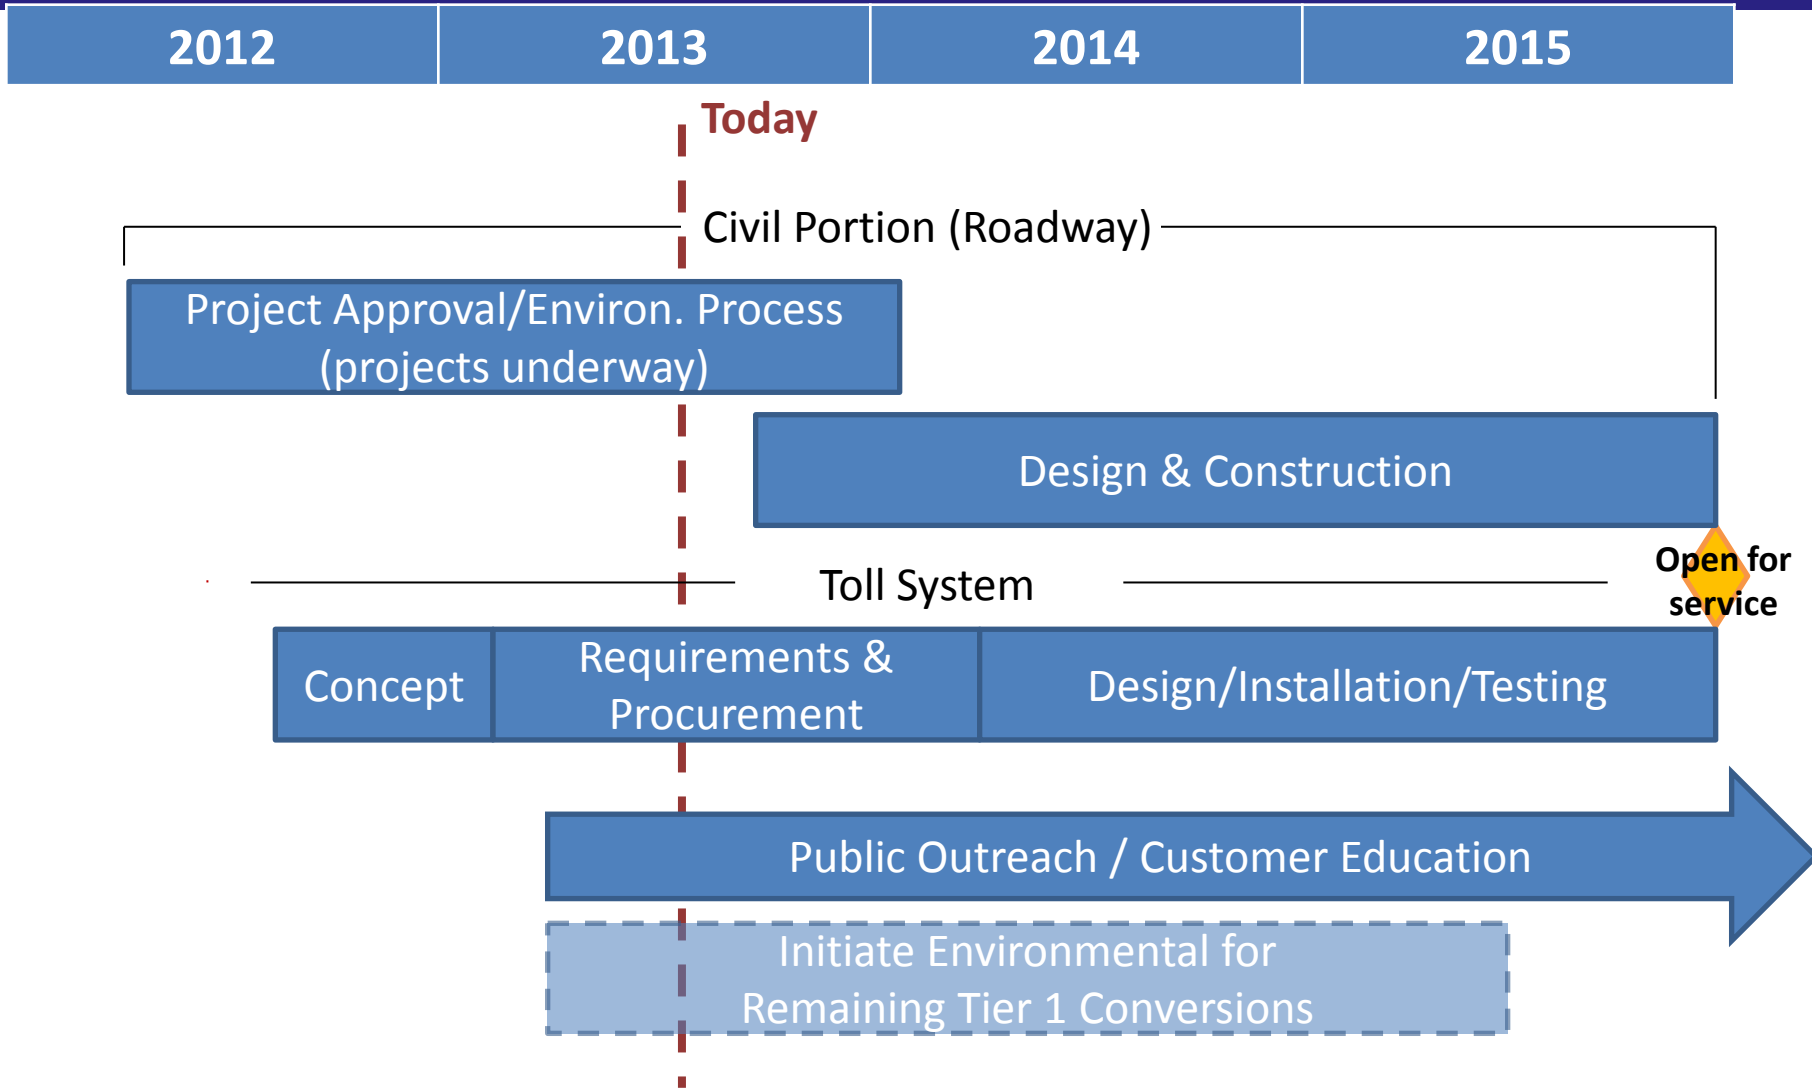 2012 2013 2014 2015
Today
Civil Portion (Roadway)
Project Approval/Environ. Process
(projects underway)
Design & Construction
Open for
service
Toll System
Concept
Requirements &
Procurement
Design/Installation/Testing
Public Outreach / Customer Education
Initiate Environmental for
Remaining Tier 1 Conversions